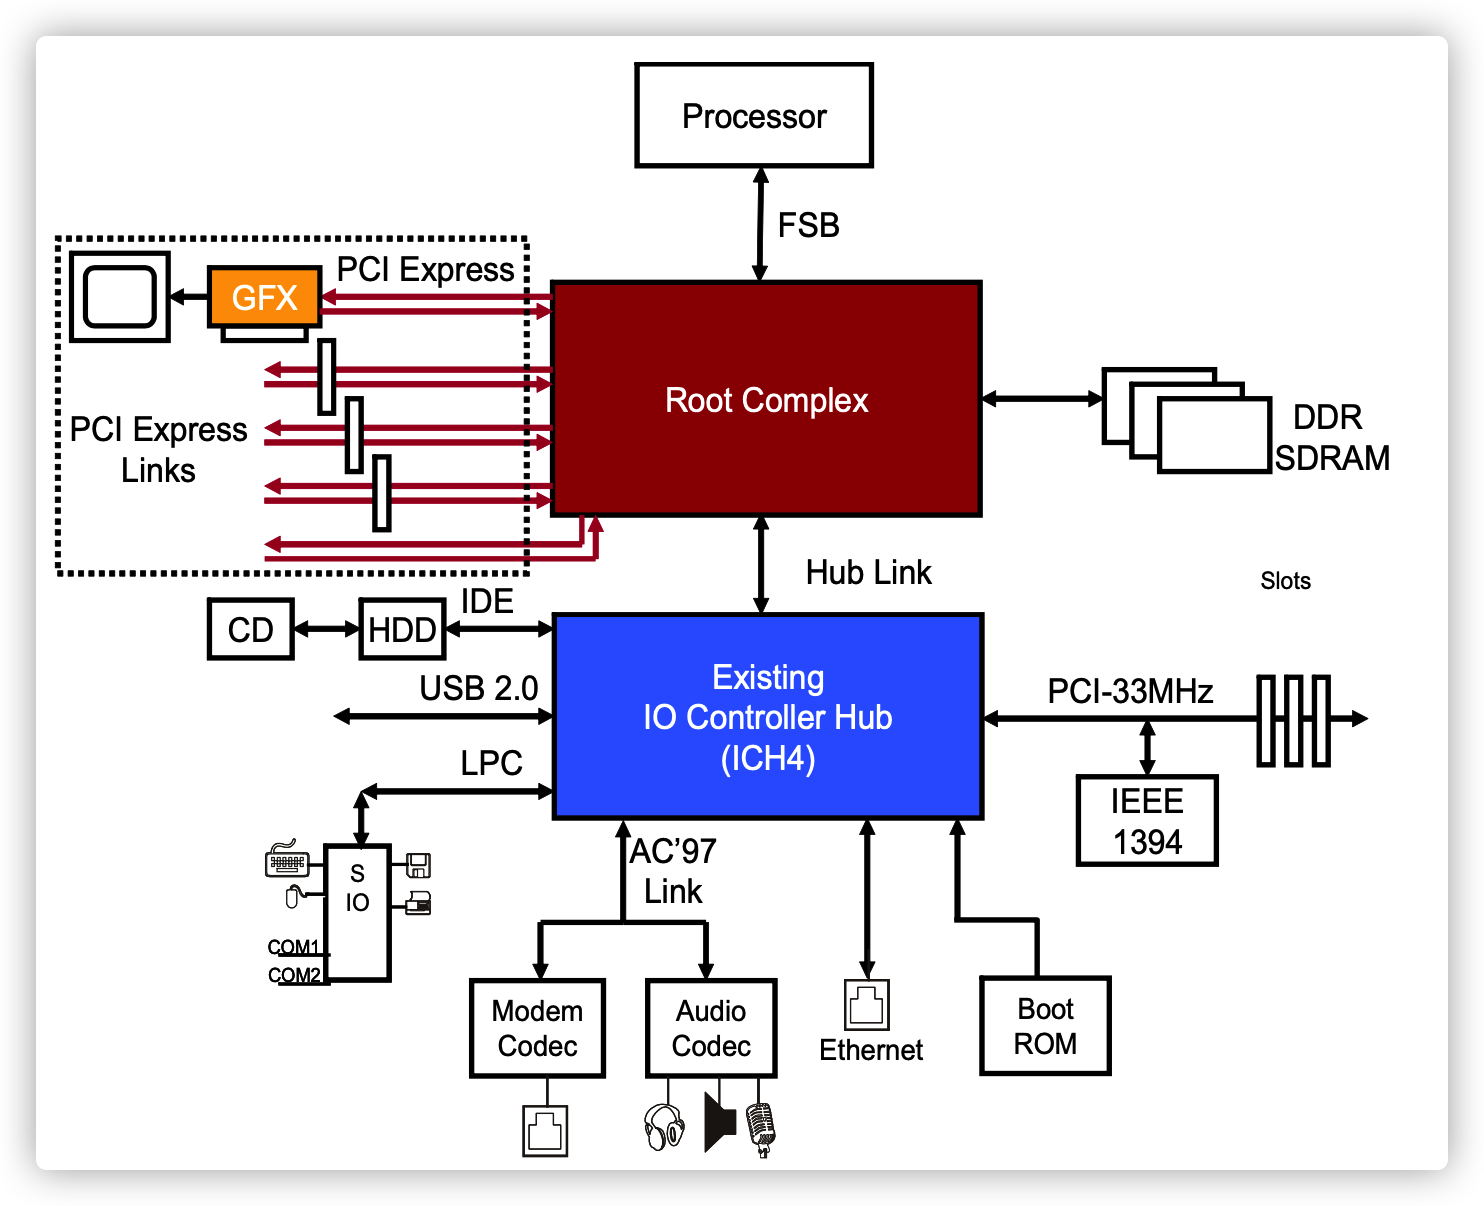 Processor
FSB
PCI Express
GFX
Root Complex
PCI Express
Links
DDR
SDRAM
Hub Link
Slots
IDE
CD
HDD
USB 2.0
Existing
IO Controller Hub
(ICH4)
PCI-33MHz
LPC
IEEE
1394
AC’97
Link
S
IO
COM1
COM2
Modem
Codec
Audio
Codec
Ethernet
Boot
ROM